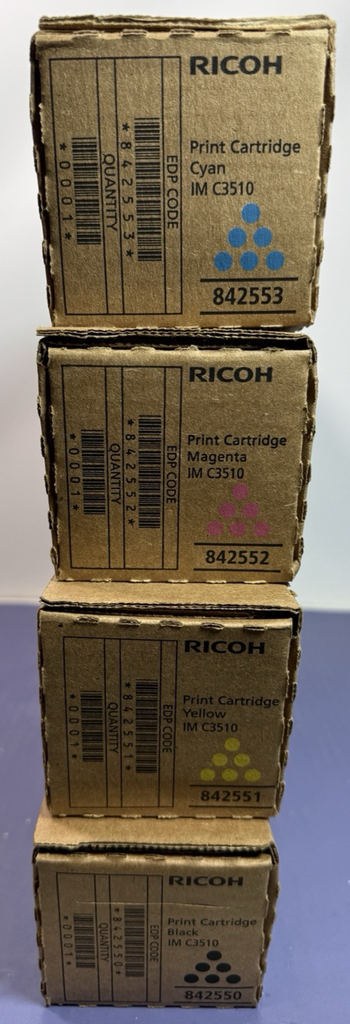 RICOH
Print Cartridge
Cyan
IM C3510
842553
EDP CODE
*842553*
QUANTITY
*0001*
RICOH
Print Cartridge
Magenta
IM C3510
842552
EDP CODE
*842552*
QUANTITY
*0001*
RICOH
Print Cartridge
Yellow
IM C3510
842551
EDP CODE
*842551*
QUANTITY
*0001*
RICOH
Print Cartridge
Black
IM C3510
842550
EDP CODE
*842550*
QUANTITY
*0001*